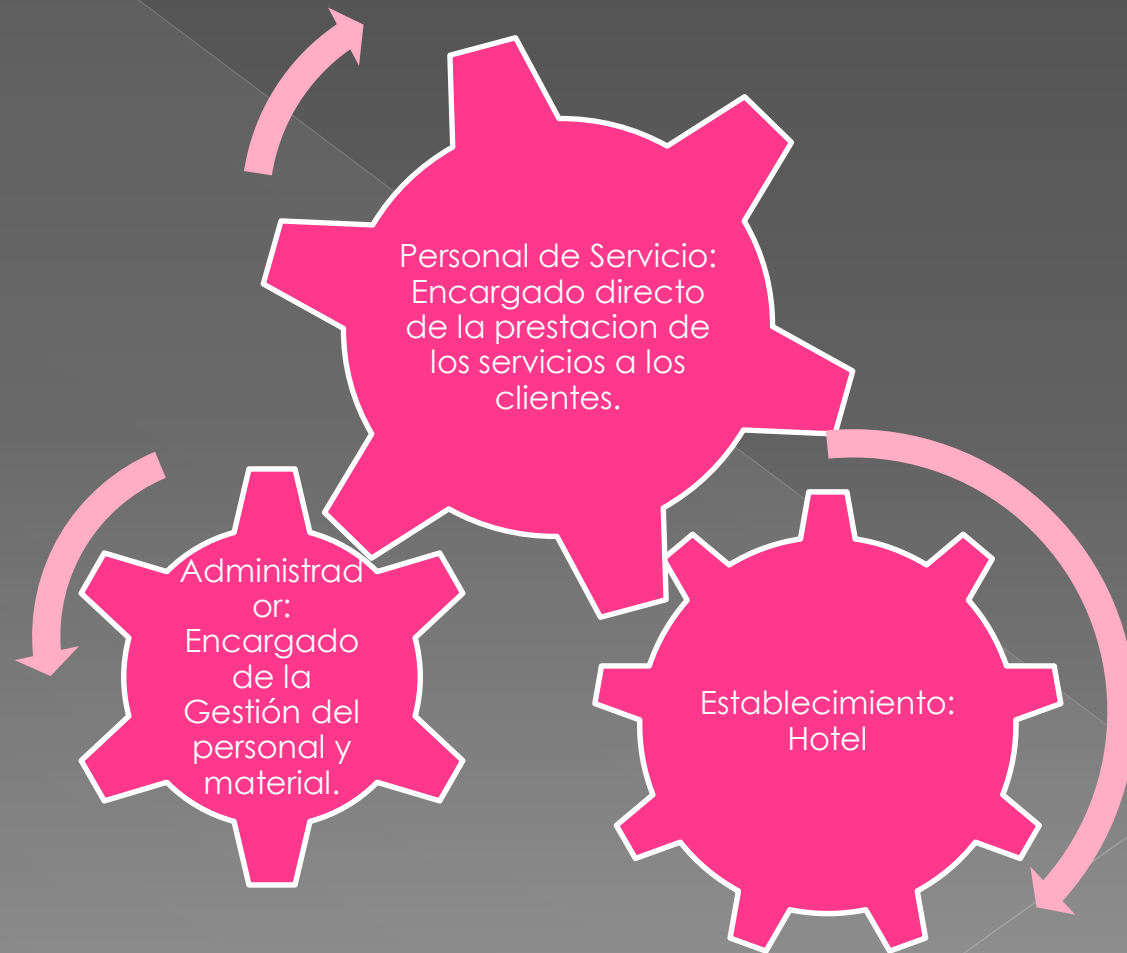 Personal de Servicio:
Encargado directo
de la prestacion de
los servicios a los
clientes.
Administrad
or:
Encargado
de la
Gestión del
personal y
material.
Establecimiento:
Hotel